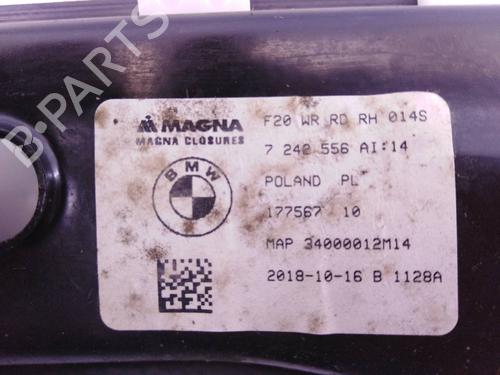 MAGNA
MAGNA CLOSURES
BMW
F20 WR RD RH 014S
7 242 556 AI:14
POLAND PL
177567 10
MAP 34000012M14
2018-10-16 B 1128A
B-PARTS